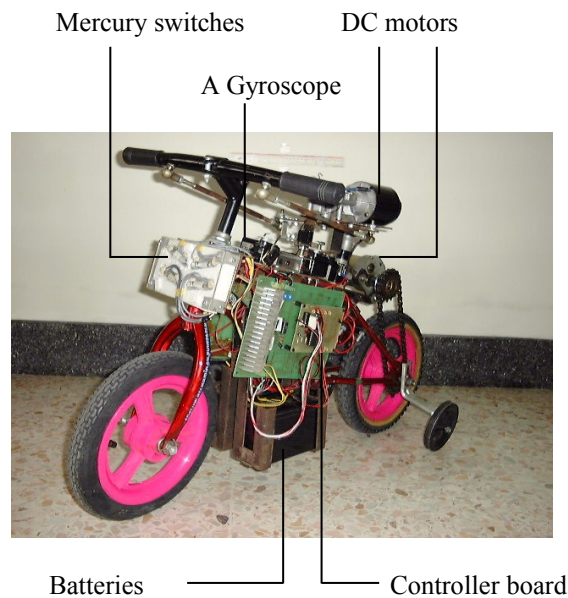 Mercury switches
DC motors
A Gyroscope
Batteries
Controller board